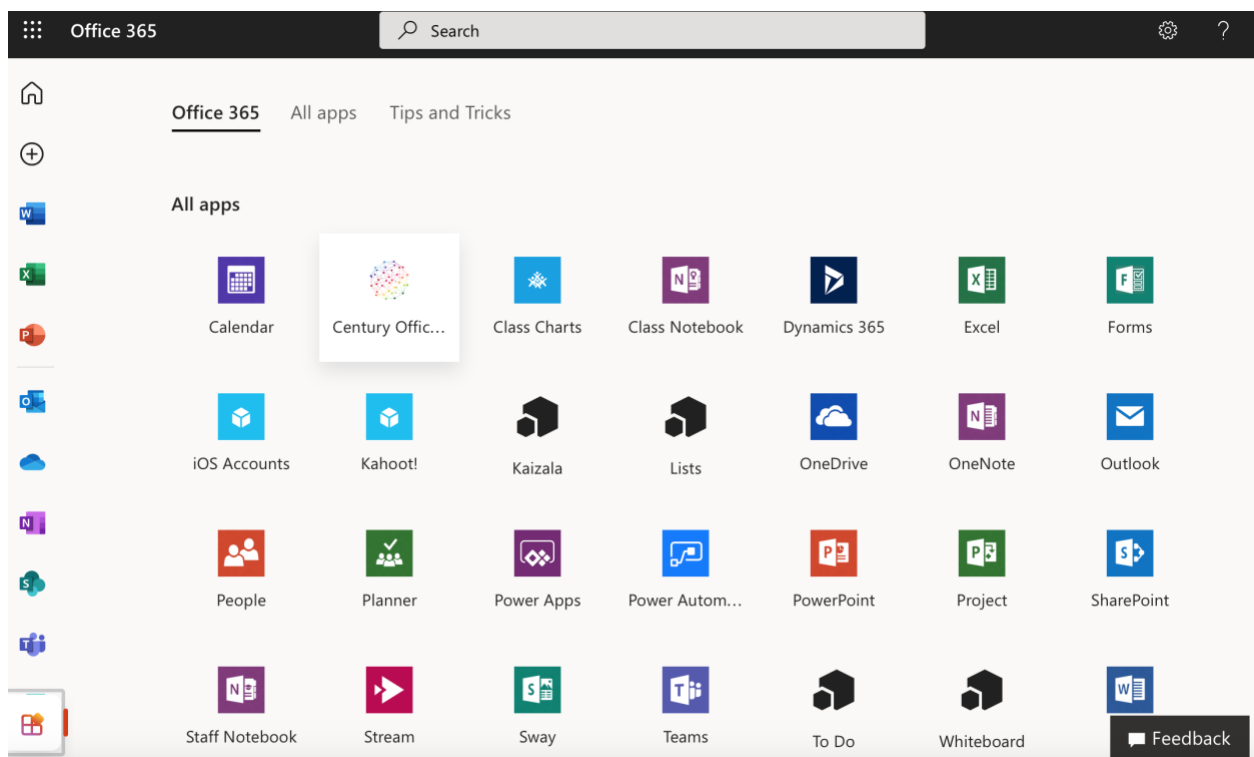 Office 365
Search
?
Office 365 All apps Tips and Tricks
All apps
Calendar Century Offic... Class Charts Class Notebook Dynamics 365 Excel Forms
iOS Accounts Kahoot! Kaizala Lists OneDrive OneNote Outlook
People Planner Power Apps Power Autom... PowerPoint Project SharePoint
Staff Notebook Stream Sway Teams To Do Whiteboard
Feedback